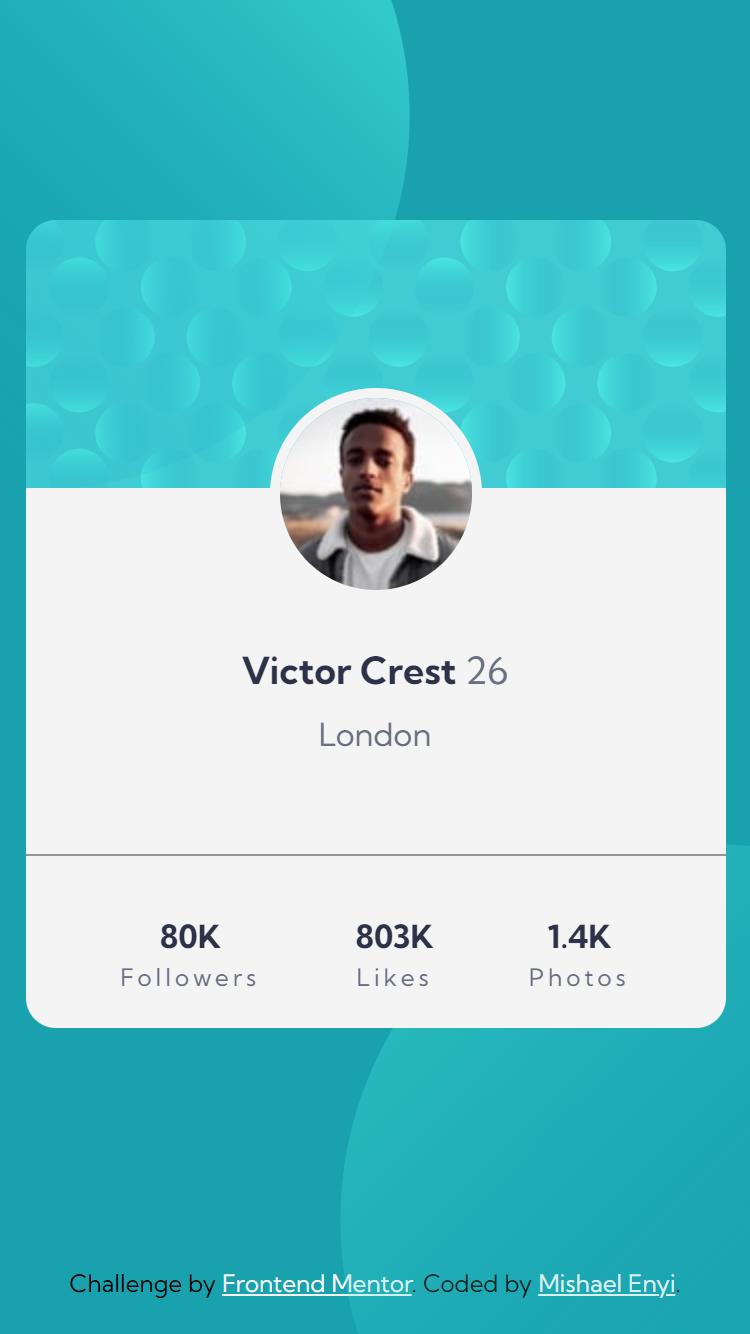 Victor Crest 26
London
80K 803K 1.4K
Followers Likes Photos
Challenge by Frontend Mentor. Coded by Mishael Enyi.